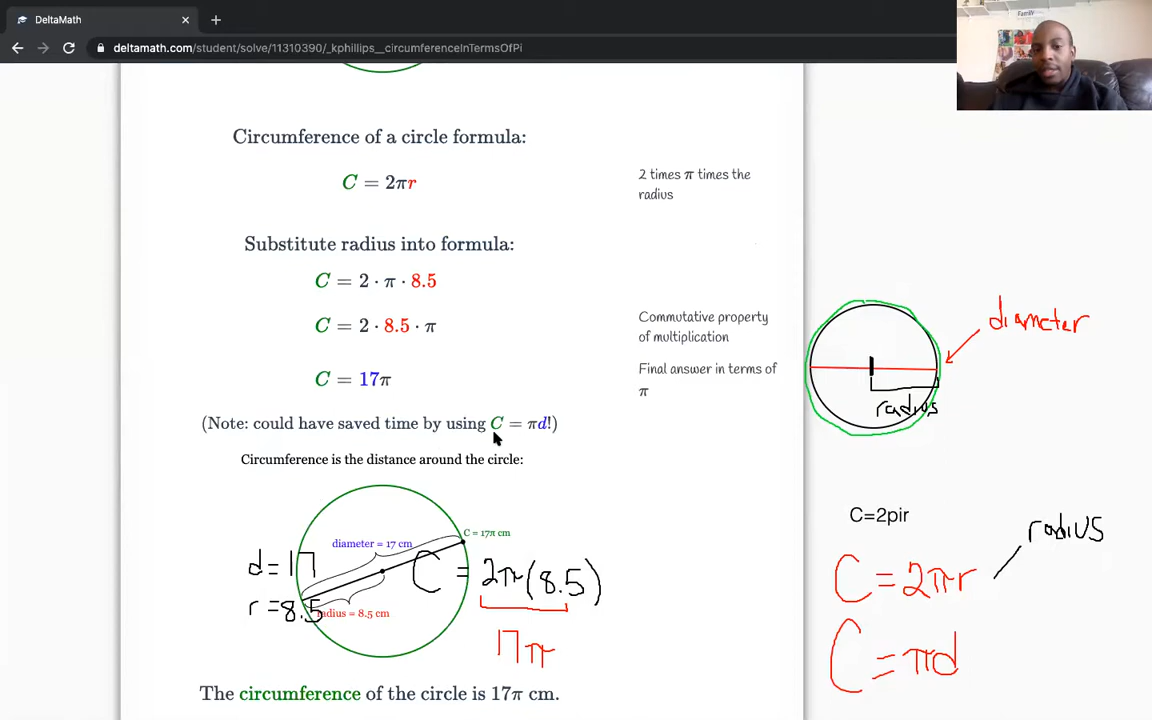 DeltaMath
deltamath.com/student/solve/11310390/_kphillips__circumferenceInTermsOfPi
Circumference of a circle formula:
C = 2πr
2 times π times the
radius
Substitute radius into formula:
C = 2 · π · 8.5
C = 2 · 8.5 · π
Commutative property
of multiplication
C = 17π
Final answer in terms of
π
(Note: could have saved time by using C = πd!)
Circumference is the distance around the circle:
C = 17π cm
diameter = 17 cm
radius = 8.5 cm
d = 17
r = 8.5
C = 2π(8.5)
17π
The circumference of the circle is 17π cm.
diameter
radius
C=2pir
radius
C = 2πr
C = πd